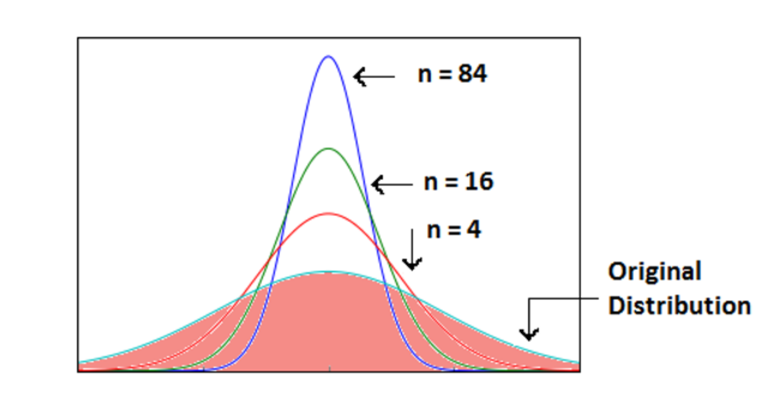 n = 84
n = 16
n = 4
Original
Distribution